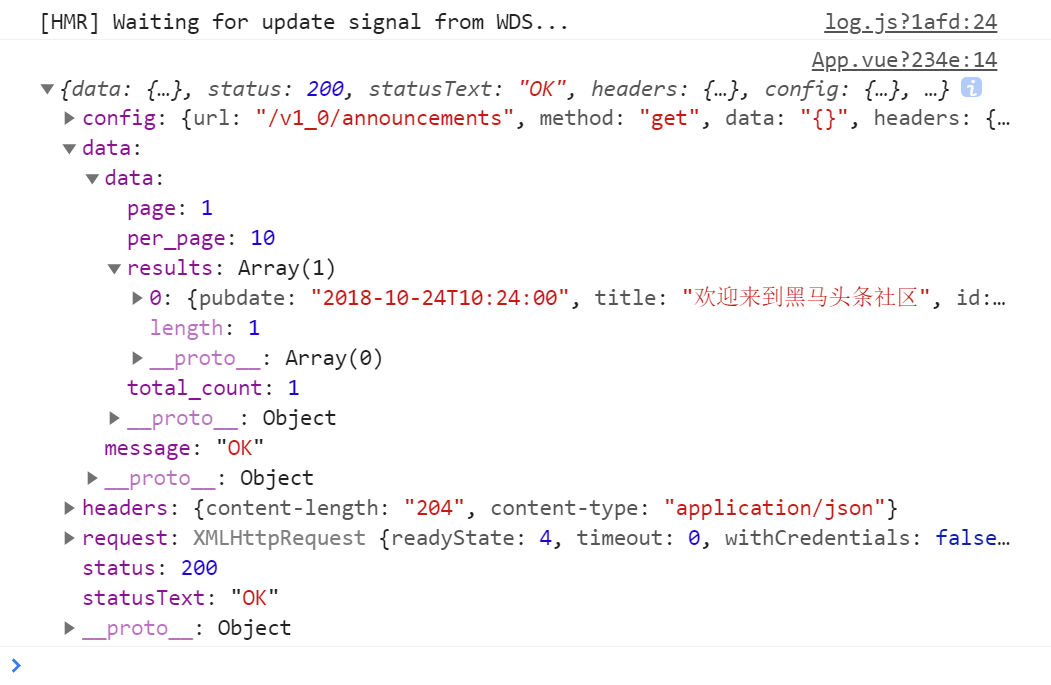 [HMR] Waiting for update signal from WDS... log.js?1afd:24
App.vue?234e:14
{data: {…}, status: 200, statusText: "OK", headers: {…}, config: {…}, …} i
config: {url: "/v1_0/announcements", method: "get", data: "{}", headers: {…
data:
data:
page: 1
per_page: 10
results: Array(1)
0: {pubdate: "2018-10-24T10:24:00", title: "欢迎来到黑马头条社区", id:…
length: 1
__proto__: Array(0)
total_count: 1
__proto__: Object
message: "OK"
__proto__: Object
headers: {content-length: "204", content-type: "application/json"}
request: XMLHttpRequest {readyState: 4, timeout: 0, withCredentials: false…
status: 200
statusText: "OK"
__proto__: Object